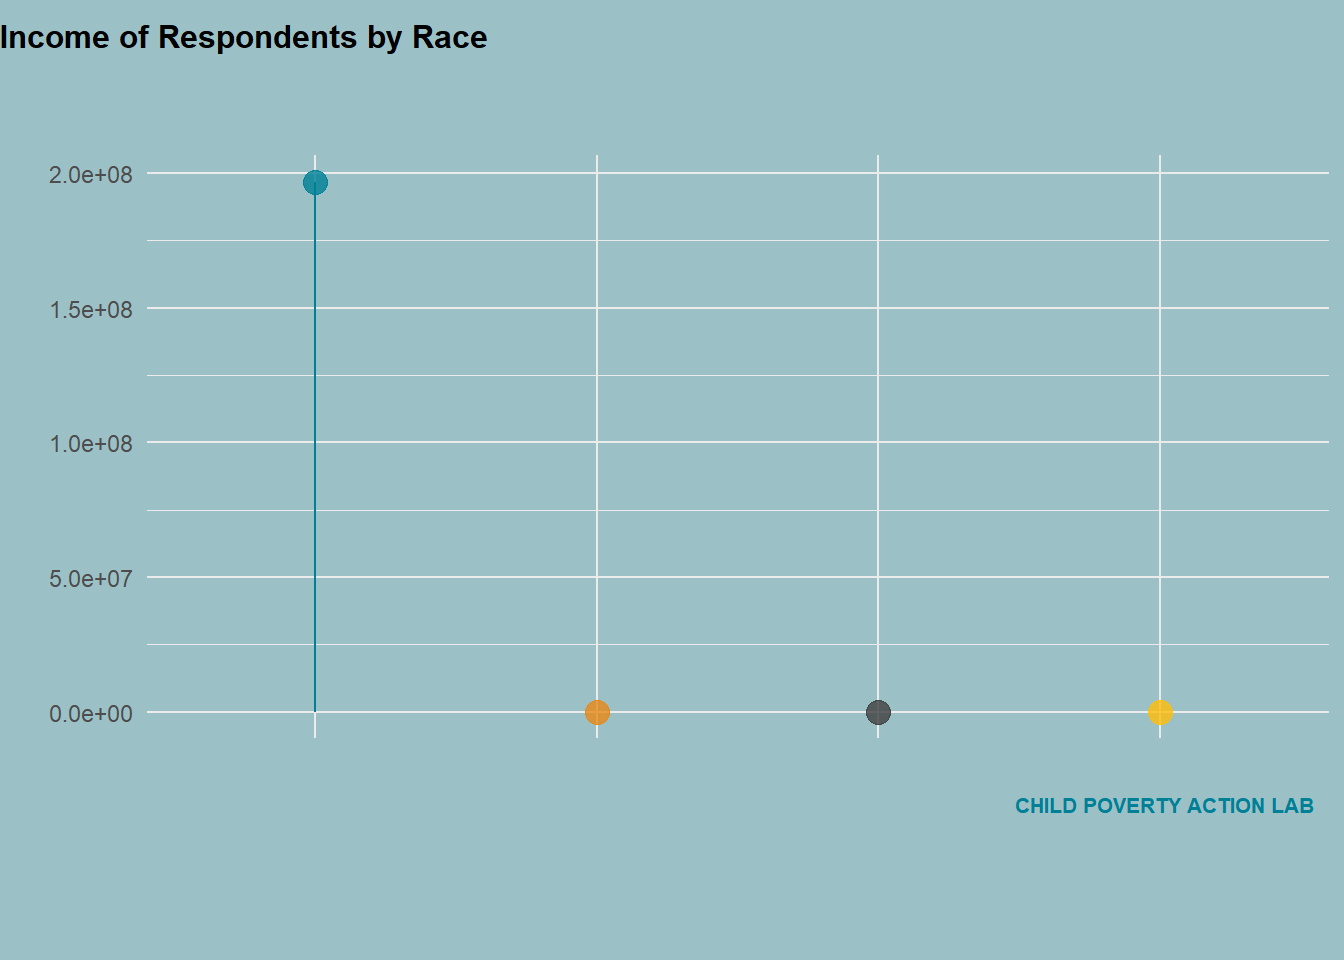 Income of Respondents by Race
2.0e+08
1.5e+08
1.0e+08
5.0e+07
0.0e+00
CHILD POVERTY ACTION LAB